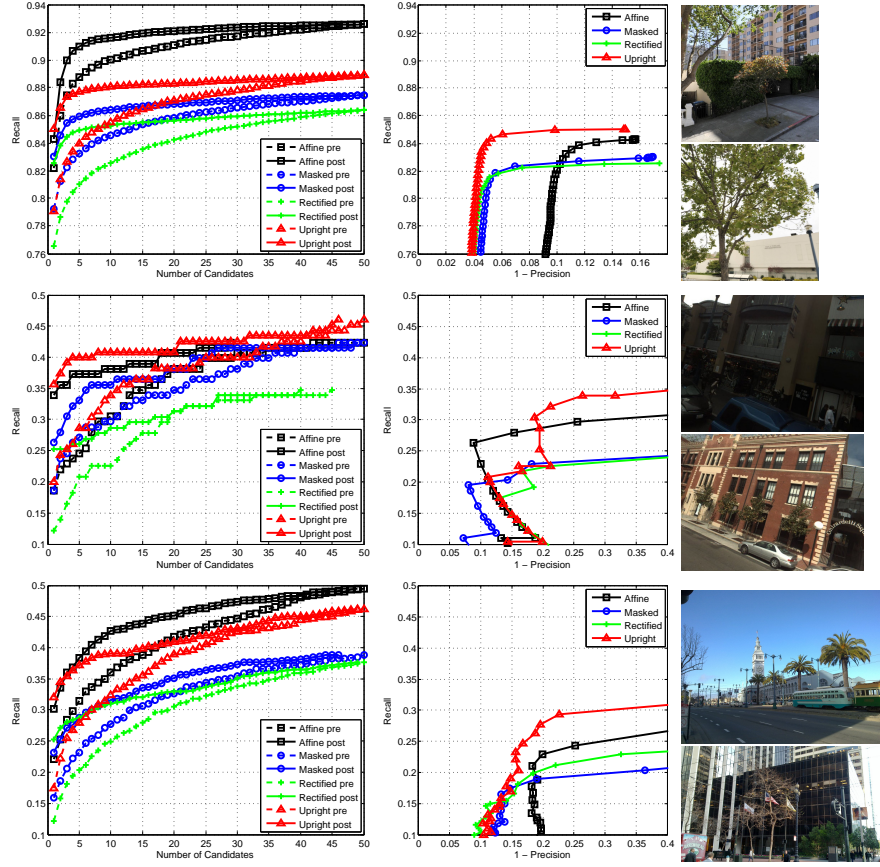 0.94
0.92
0.9
0.88
0.86
0.84
0.82
0.8
0.78
0.76
Recall
0 5 10 15 20 25 30 35 40 45 50
Number of Candidates
Affine pre
Affine post
Masked pre
Masked post
Rectified pre
Rectified post
Upright pre
Upright post
0.94
0.92
0.9
0.88
0.86
0.84
0.82
0.8
0.78
0.76
Recall
0 0.02 0.04 0.06 0.08 0.1 0.12 0.14 0.16
1 − Precision
Affine
Masked
Rectified
Upright
0.5
0.45
0.4
0.35
0.3
0.25
0.2
0.15
0.1
Recall
0 5 10 15 20 25 30 35 40 45 50
Number of Candidates
Affine pre
Affine post
Masked pre
Masked post
Rectified pre
Rectified post
Upright pre
Upright post
0.5
0.45
0.4
0.35
0.3
0.25
0.2
0.15
0.1
Recall
0 0.05 0.1 0.15 0.2 0.25 0.3 0.35 0.4
1 − Precision
Affine
Masked
Rectified
Upright
0.5
0.45
0.4
0.35
0.3
0.25
0.2
0.15
0.1
Recall
0 5 10 15 20 25 30 35 40 45 50
Number of Candidates
Affine pre
Affine post
Masked pre
Masked post
Rectified pre
Rectified post
Upright pre
Upright post
0.5
0.45
0.4
0.35
0.3
0.25
0.2
0.15
0.1
Recall
0 0.05 0.1 0.15 0.2 0.25 0.3 0.35 0.4
1 − Precision
Affine
Masked
Rectified
Upright